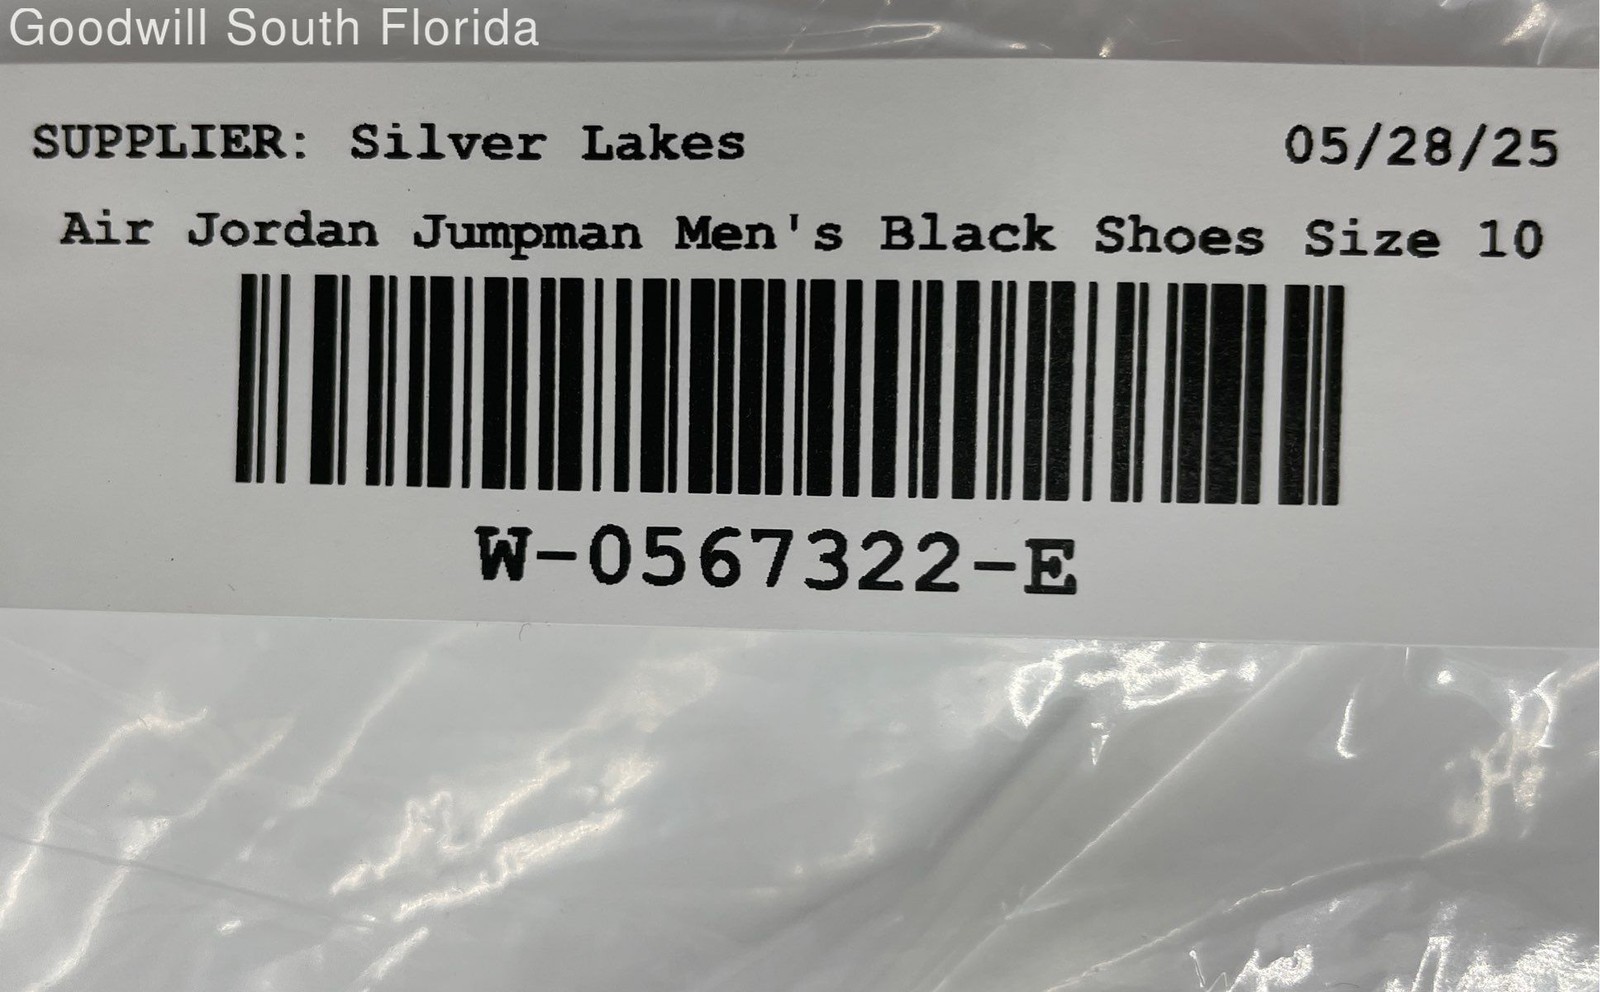 Goodwill South Florida
SUPPLIER: Silver Lakes 05/28/25
Air Jordan Jumpman Men's Black Shoes Size 10
W-0567322-E